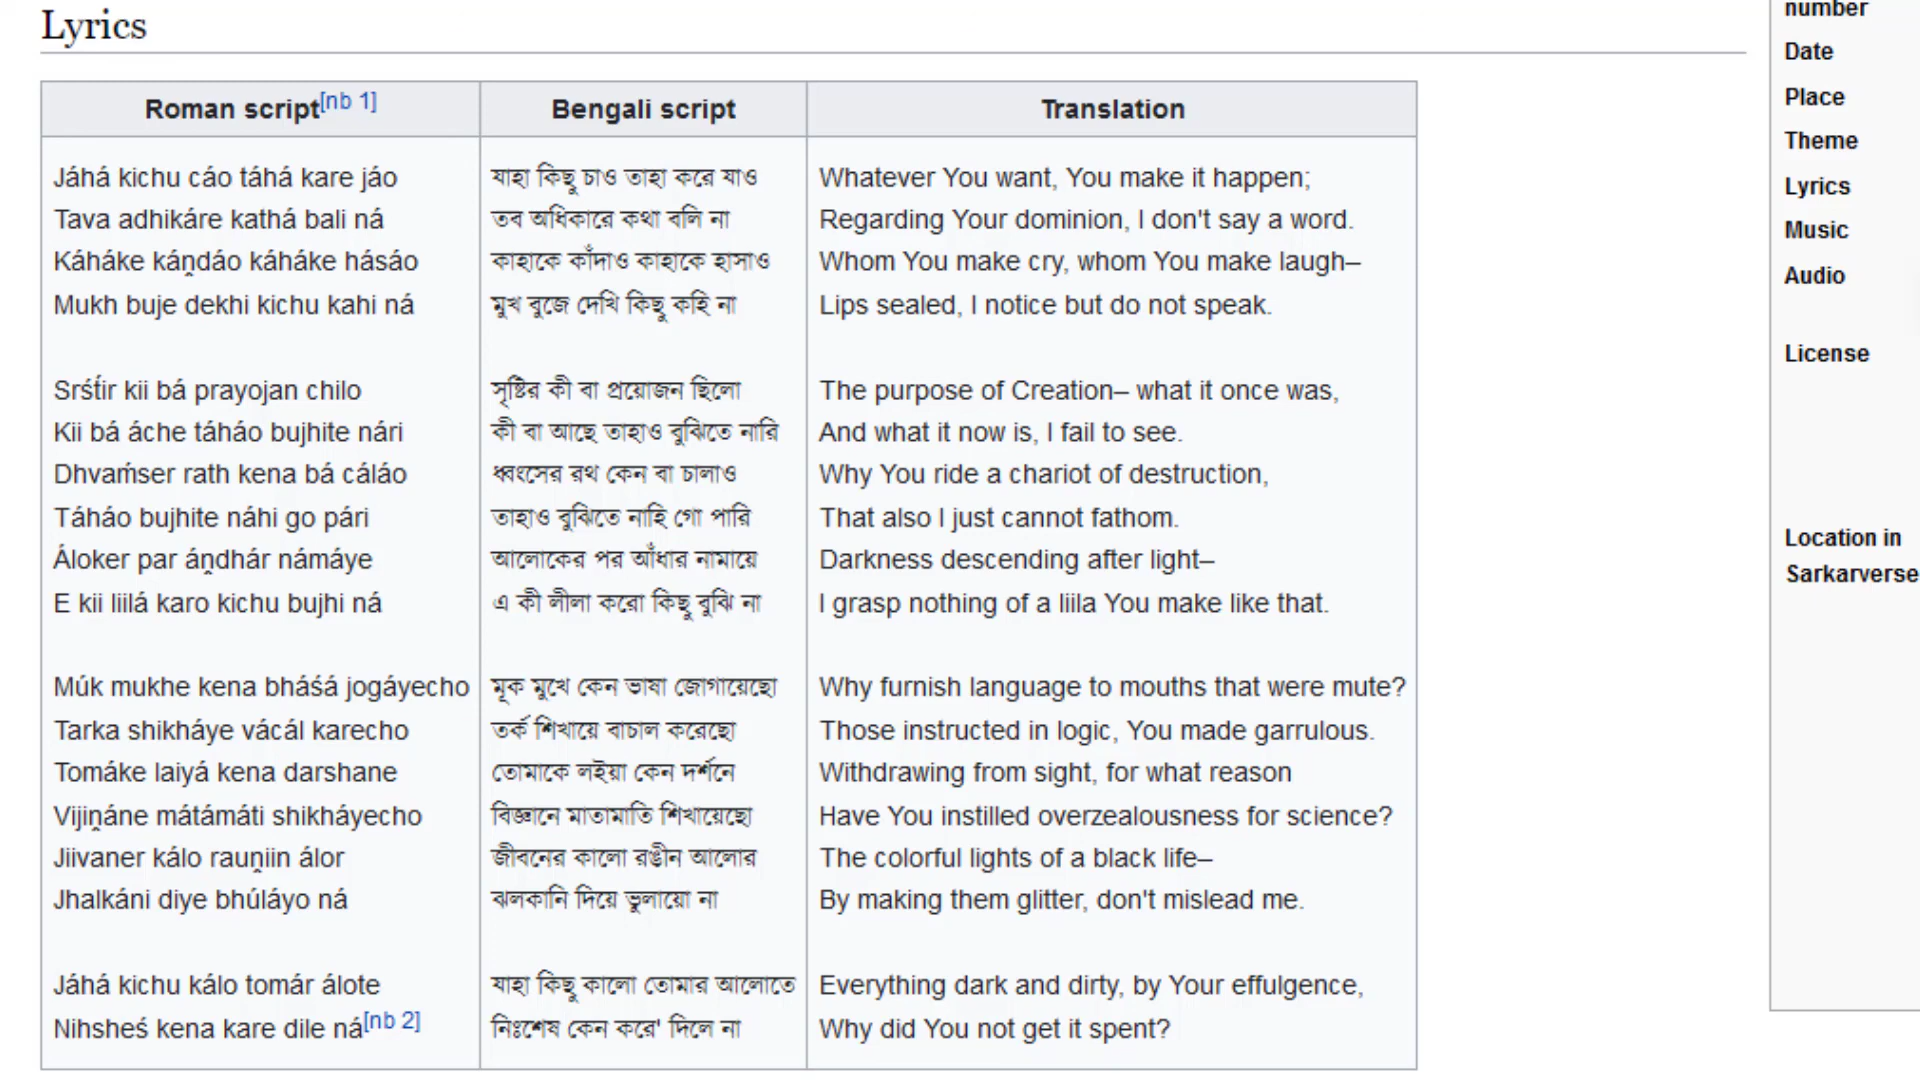 Lyrics
Roman script[nb 1] Bengali script Translation
Jáhá kichu cáo táhá kare jáo যাহা কিছু চাও তাহা করে যাও Whatever You want, You make it happen;
Tava adhikáre kathá bali ná তব অধিকারে কথা বলি না Regarding Your dominion, I don't say a word.
Káháke káṋdáo káháke hásáo কাহাকে কাঁদাও কাহাকে হাসাও Whom You make cry, whom You make laugh–
Mukh buje dekhi kichu kahi ná মুখ বুজে দেখি কিছু কহি না Lips sealed, I notice but do not speak.
Srśt́ir kii bá prayojan chilo সৃষ্টির কী বা প্রয়োজন ছিলো The purpose of Creation– what it once was,
Kii bá áche táháo bujhite nári কী বা আছে তাহাও বুঝিতে নারি And what it now is, I fail to see.
Dhvaḿser rath kena bá cáláo ধ্বংসের রথ কেন বা চালাও Why You ride a chariot of destruction,
Táháo bujhite náhi go pári তাহাও বুঝিতে নাহি গো পারি That also I just cannot fathom.
Áloker par áṋdhár námáye আলোকের পর আঁধার নামায়ে Darkness descending after light–
E kii liilá karo kichu bujhi ná এ কী লীলা করো কিছু বুঝি না I grasp nothing of a liila You make like that.
Múk mukhe kena bháśá jogáyecho মূক মুখে কেন ভাষা জোগায়েছো Why furnish language to mouths that were mute?
Tarka shikháye vácál karecho তর্ক শিখায়ে বাচাল করেছো Those instructed in logic, You made garrulous.
Tomáke laiyá kena darshane তোমাকে লইয়া কেন দর্শনে Withdrawing from sight, for what reason
Vijiṋáne mátámáti shikháyecho বিজ্ঞানে মাতামাতি শিখায়েছো Have You instilled overzealousness for science?
Jiivaner kálo rauṋiin álor জীবনের কালো রঙীন আলোর The colorful lights of a black life–
Jhalkáni diye bhúláyo ná ঝলকানি দিয়ে ভুলায়ো না By making them glitter, don't mislead me.
Jáhá kichu kálo tomár álote যাহা কিছু কালো তোমার আলোতে Everything dark and dirty, by Your effulgence,
Nihsheś kena kare dile ná[nb 2] নিঃশেষ কেন করে' দিলে না Why did You not get it spent?
number
Date
Place
Theme
Lyrics
Music
Audio
License
Location in
Sarkarverse